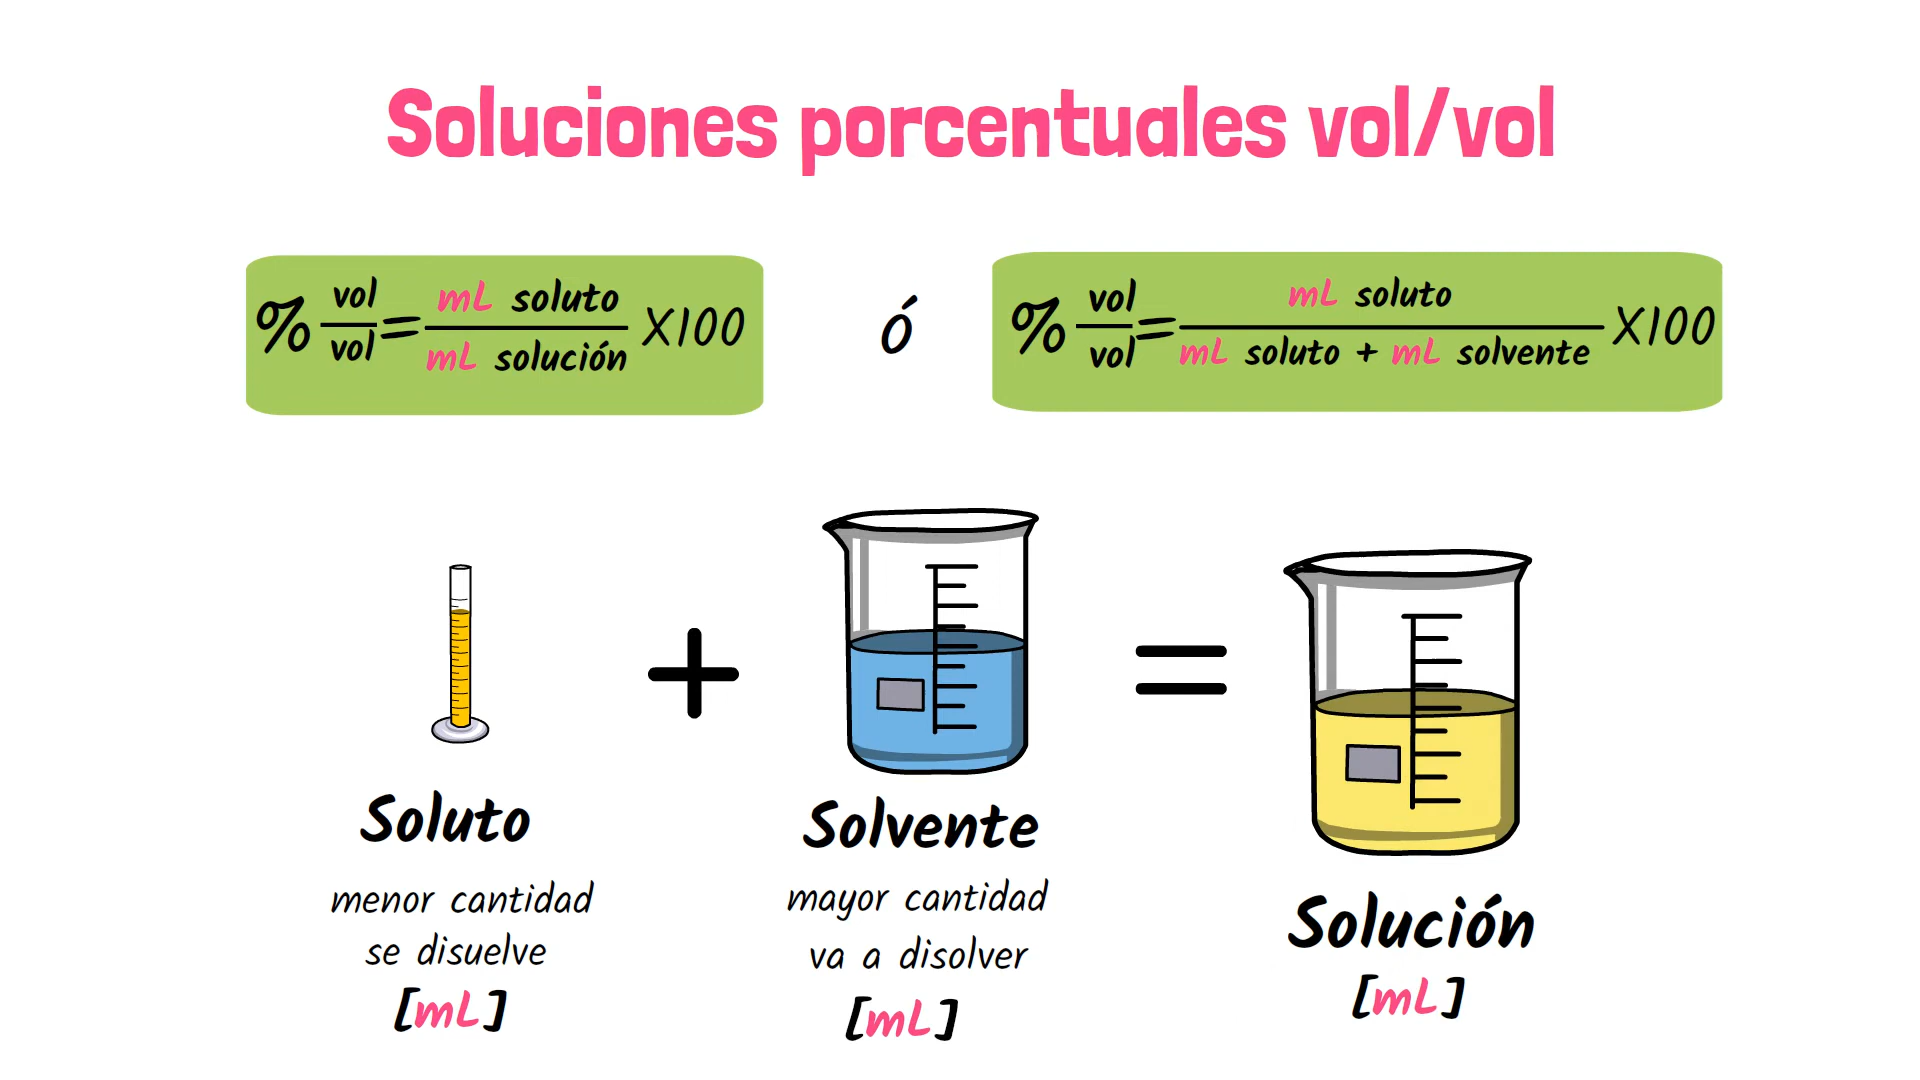 Soluciones porcentuales vol/vol
% vol/vol = mL soluto / mL solución X100
ó
% vol/vol = mL soluto / mL soluto + mL solvente X100
+
=
Soluto
menor cantidad
se disuelve
[mL]
Solvente
mayor cantidad
va a disolver
[mL]
Solución
[mL]